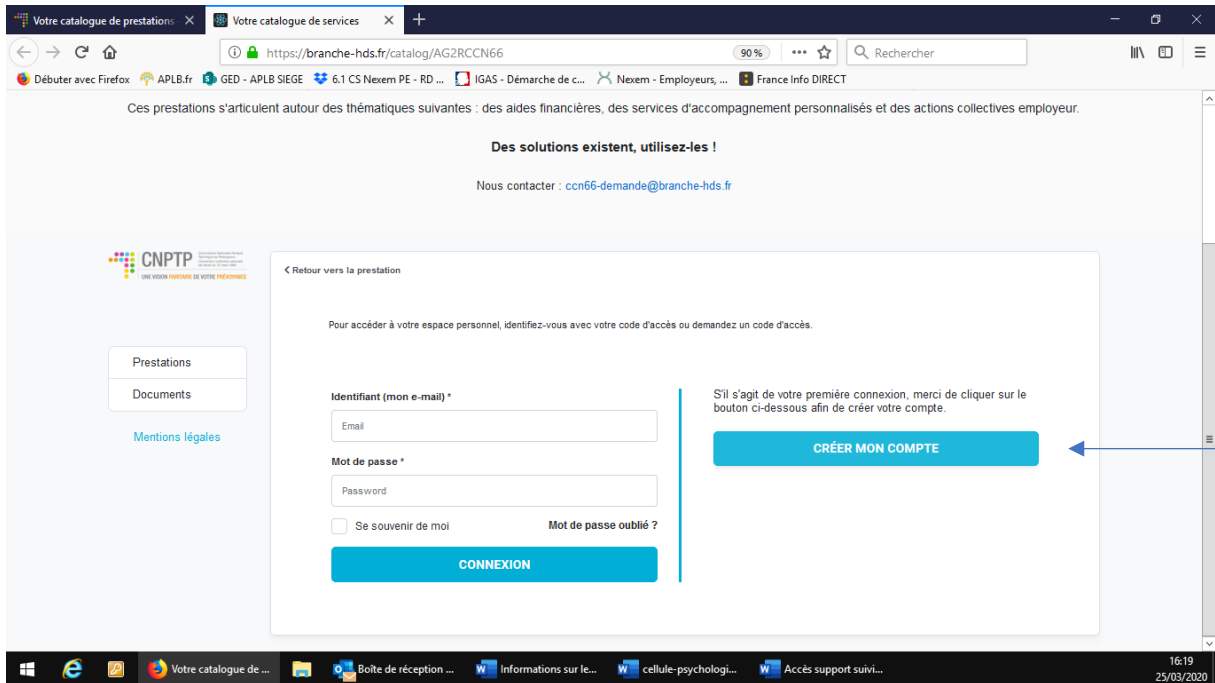 Votre catalogue de prestations
Votre catalogue de services
https://branche-hds.fr/catalog/AG2RCCN66
90%
Rechercher
Débuter avec Firefox
APLB.fr
GED - APLB SIEGE
6.1 CS Nexem PE - RD ...
IGAS - Démarche de c...
Nexem - Employeurs, ...
France Info DIRECT
Ces prestations s'articulent autour des thématiques suivantes : des aides financières, des services d'accompagnement personnalisés et des actions collectives employeur.
Des solutions existent, utilisez-les !
Nous contacter : ccn66-demande@branche-hds.fr
CNPTP
UNE VISION PARITAIRE DE VOTRE PRÉVOYANCE
Retour vers la prestation
Pour accéder à votre espace personnel, identifiez-vous avec votre code d'accès ou demandez un code d'accès.
Prestations
Documents
Mentions légales
Identifiant (mon e-mail) *
Email
Mot de passe *
Password
Se souvenir de moi
Mot de passe oublié ?
CONNEXION
S'il s'agit de votre première connexion, merci de cliquer sur le
bouton ci-dessous afin de créer votre compte.
CRÉER MON COMPTE
Votre catalogue de ...
Boîte de réception ...
Informations sur le...
cellule-psychologi...
Accès support suivi...
16:19
25/03/2020